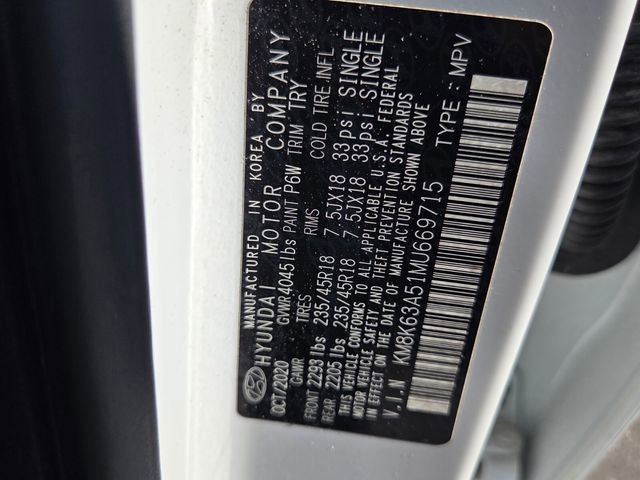 MANUFACTURED IN KOREA BY
HYUNDAI MOTOR COMPANY
OCT/2020 GVWR 4045 lbs PAINT P6W TRIM TRY
GAWR TIRES RIMS COLD TIRE INFL
FRONT 2293 lbs 235/45R18 7.5JX18 33psi SINGLE
REAR 2205 lbs 235/45R18 7.5JX18 33psi SINGLE
THIS VEHICLE CONFORMS TO ALL APPLICABLE U.S.A. FEDERAL
MOTOR VEHICLE SAFETY AND THEFT PREVENTION STANDARDS
IN EFFECT ON THE DATE OF MANUFACTURE SHOWN ABOVE
V.I.N KM8K63A51MU669715 TYPE : MPV